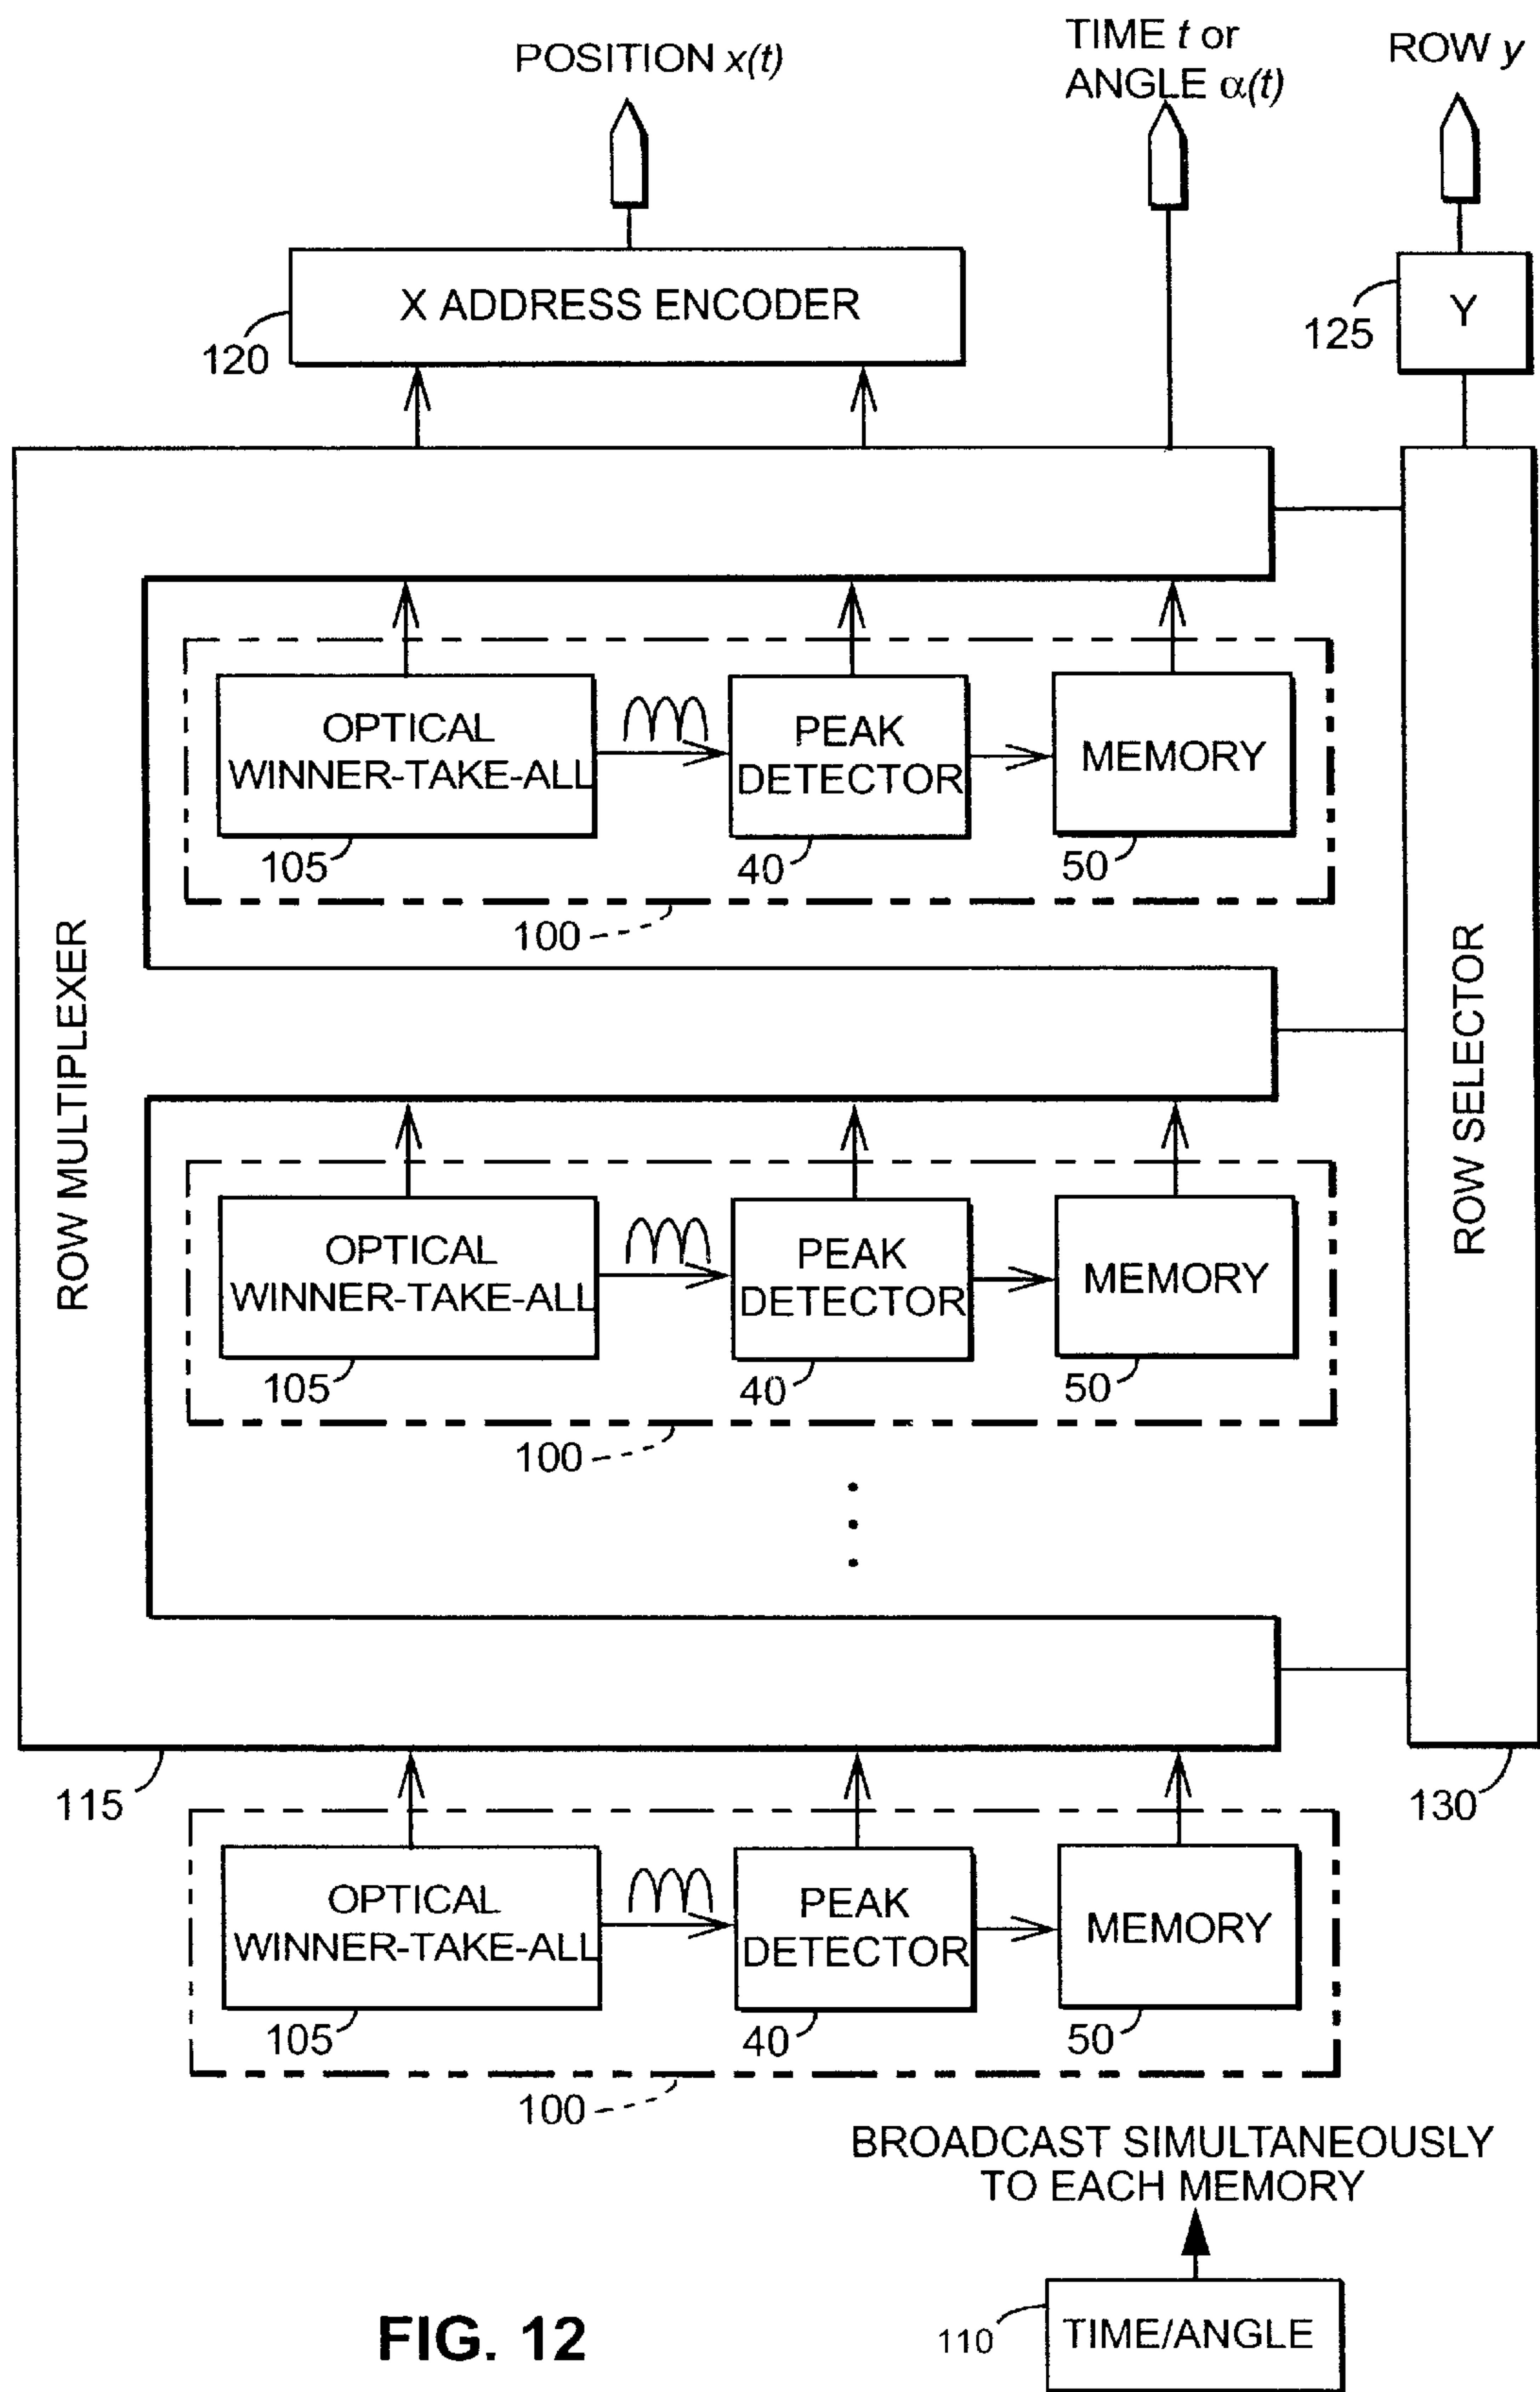 POSITION x(t)
TIME t or
ANGLE α(t)
ROW y
X ADDRESS ENCODER
120
Y
125
ROW MULTIPLEXER
115
ROW SELECTOR
130
OPTICAL
WINNER-TAKE-ALL
105
PEAK
DETECTOR
40
MEMORY
50
100
OPTICAL
WINNER-TAKE-ALL
105
PEAK
DETECTOR
40
MEMORY
50
100
OPTICAL
WINNER-TAKE-ALL
105
PEAK
DETECTOR
40
MEMORY
50
100
BROADCAST SIMULTANEOUSLY
TO EACH MEMORY
110
TIME/ANGLE
FIG. 12